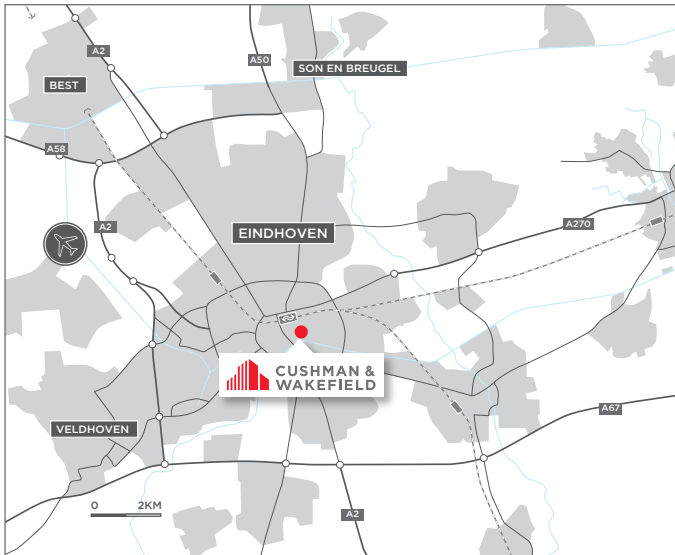 A2
A50
SON EN BREUGEL
BEST
A58
A2
EINDHOVEN
A270
CUSHMAN &
WAKEFIELD
A67
VELDHOVEN
0 2KM
A2